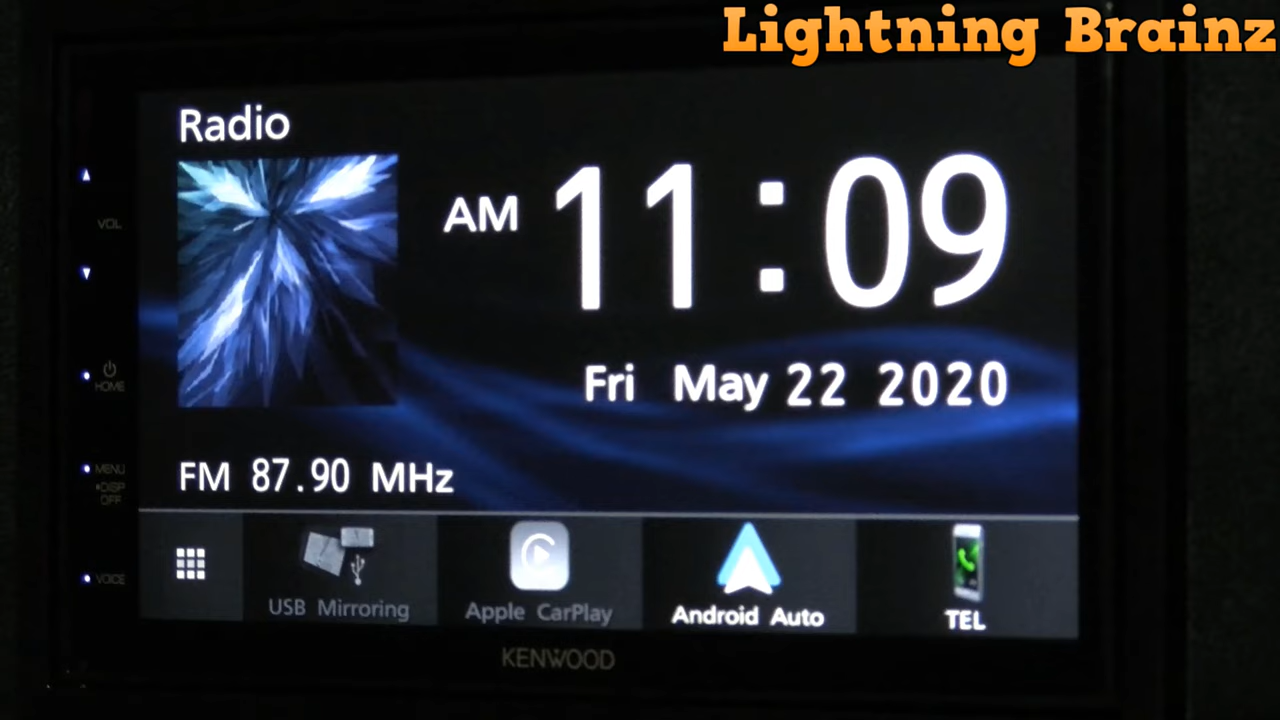 Lightning Brainz
Radio
AM 11:09
Fri May 22 2020
FM 87.90 MHz
VOL
HOME
MENU
•DISP
OFF
VOICE
USB Mirroring
Apple CarPlay
Android Auto
TEL
KENWOOD